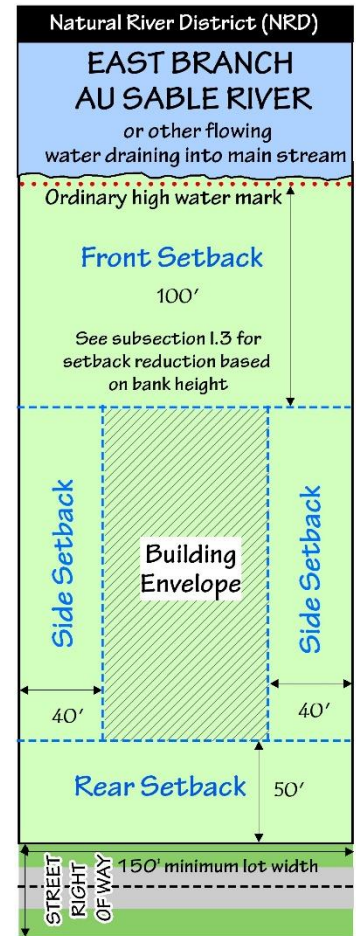 Natural River District (NRD)
EAST BRANCH
AU SABLE RIVER
or other flowing
water draining into main stream
Ordinary high water mark
Front Setback
100'
See subsection 1.3 for
setback reduction based
on bank height
Side Setback
Building
Envelope
Side Setback
40'
40'
Rear Setback
50'
150' minimum lot width
STREET
RIGHT
OF WAY